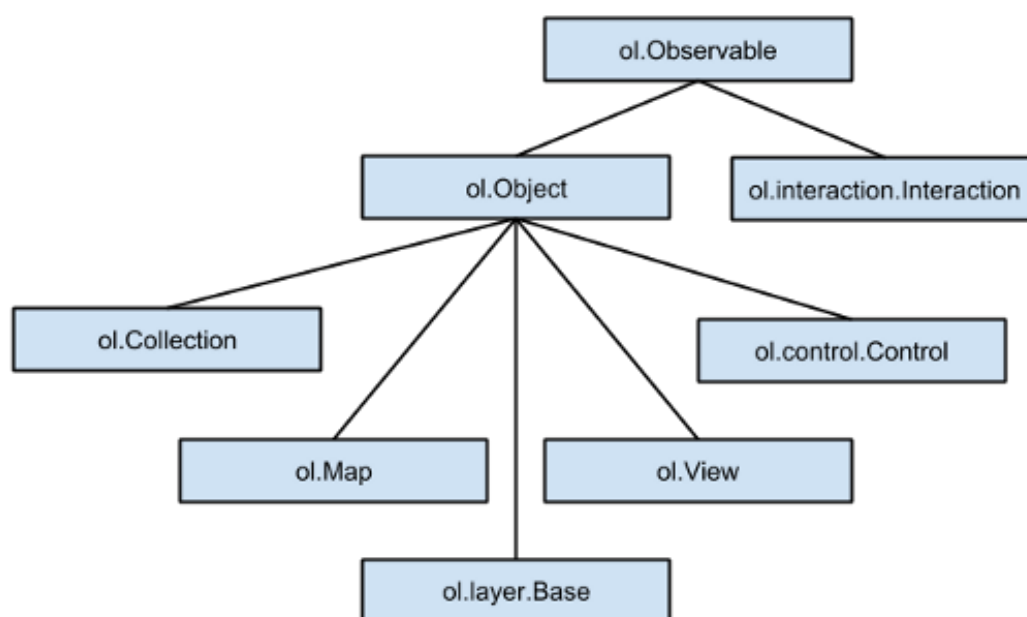 ol.Observable
ol.Object
ol.interaction.Interaction
ol.Collection
ol.control.Control
ol.Map
ol.View
ol.layer.Base